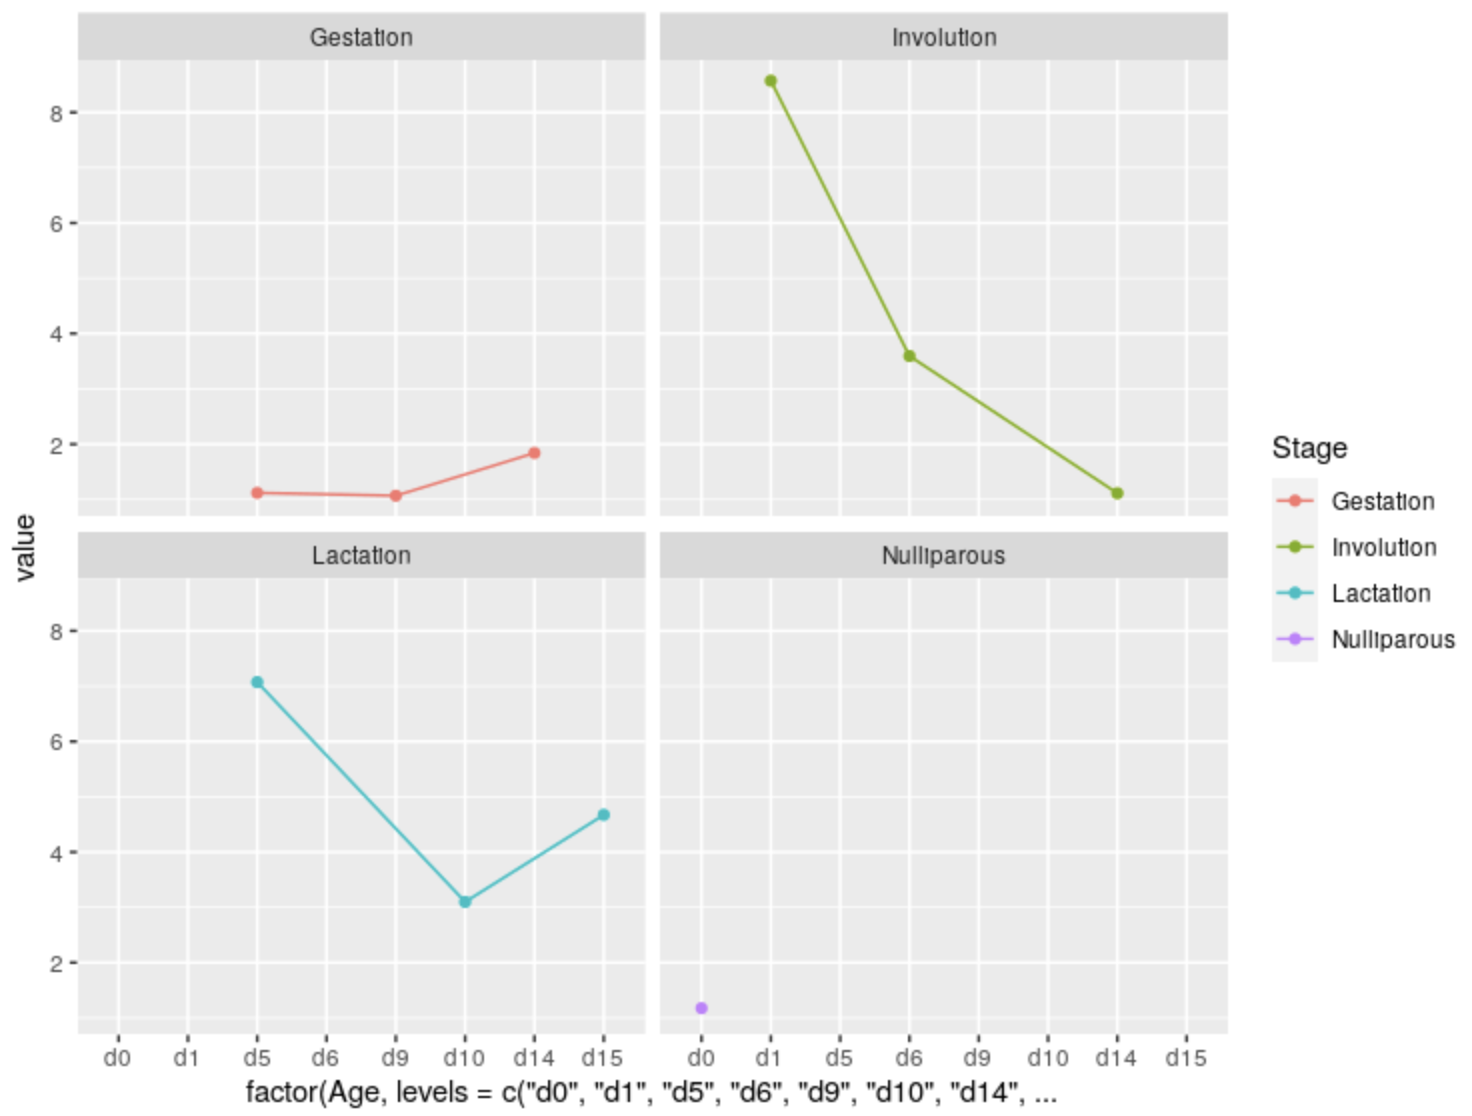 Gestation
Involution
8
6
4
2
value
Lactation
Nulliparous
8
6
4
2
d0 d1 d5 d6 d9 d10 d14 d15
d0 d1 d5 d6 d9 d10 d14 d15
factor(Age, levels = c("d0", "d1", "d5", "d6", "d9", "d10", "d14", ...
Stage
Gestation
Involution
Lactation
Nulliparous